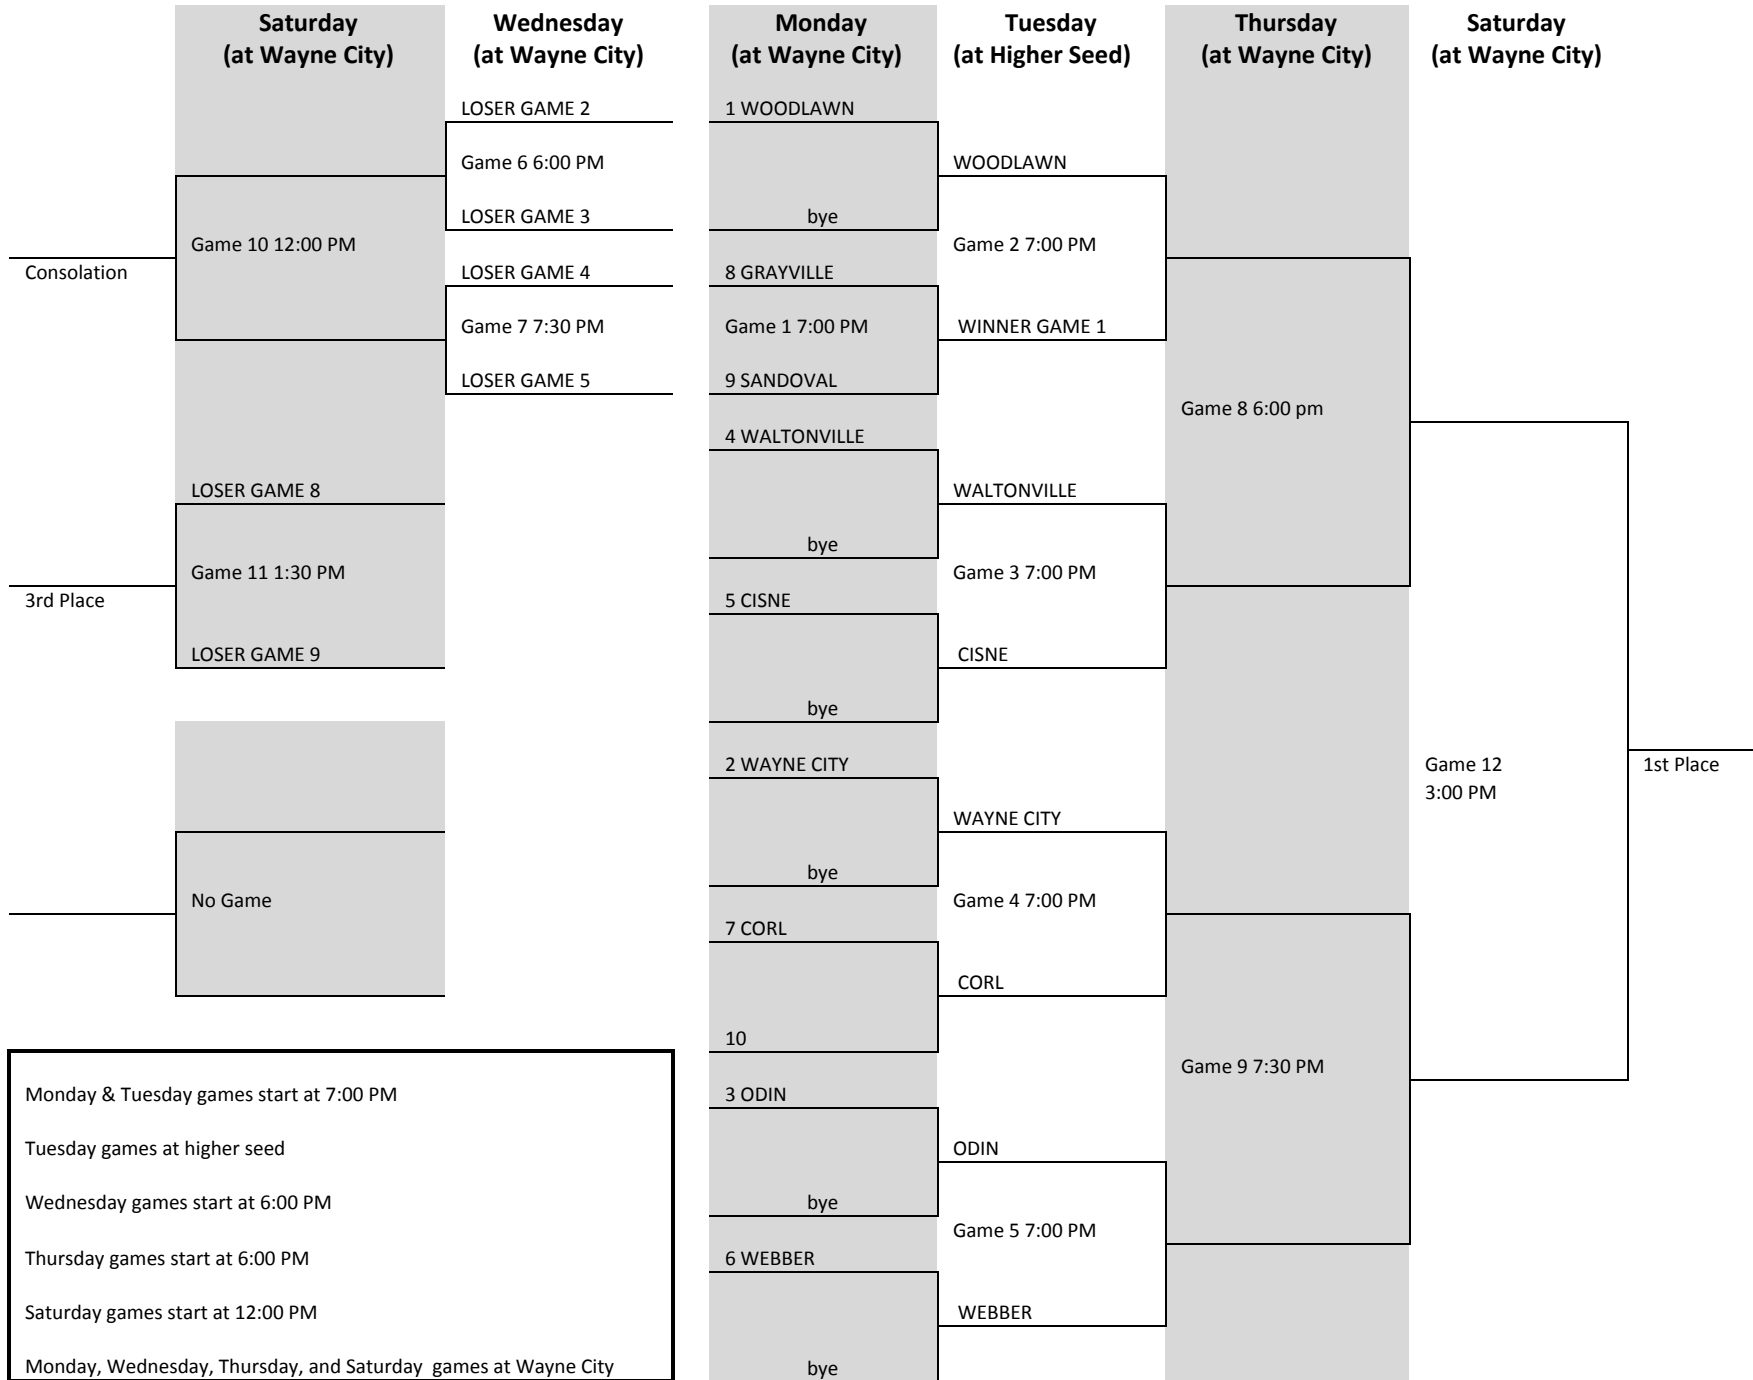 Saturday
(at Wayne City)
Wednesday
(at Wayne City)
Monday
(at Wayne City)
Tuesday
(at Higher Seed)
Thursday
(at Wayne City)
Saturday
(at Wayne City)
LOSER GAME 2
Game 6 6:00 PM
LOSER GAME 3
Game 10 12:00 PM
Consolation
LOSER GAME 4
Game 7 7:30 PM
LOSER GAME 5
LOSER GAME 8
Game 11 1:30 PM
3rd Place
LOSER GAME 9
No Game
1 WOODLAWN
bye
8 GRAYVILLE
Game 1 7:00 PM
9 SANDOVAL
4 WALTONVILLE
bye
5 CISNE
bye
2 WAYNE CITY
bye
7 CORL
10
3 ODIN
bye
6 WEBBER
bye
WOODLAWN
Game 2 7:00 PM
WINNER GAME 1
WALTONVILLE
Game 3 7:00 PM
CISNE
WAYNE CITY
Game 4 7:00 PM
CORL
ODIN
Game 5 7:00 PM
WEBBER
Game 8 6:00 pm
Game 9 7:30 PM
Game 12
3:00 PM
1st Place
Monday & Tuesday games start at 7:00 PM
Tuesday games at higher seed
Wednesday games start at 6:00 PM
Thursday games start at 6:00 PM
Saturday games start at 12:00 PM
Monday, Wednesday, Thursday, and Saturday  games at Wayne City